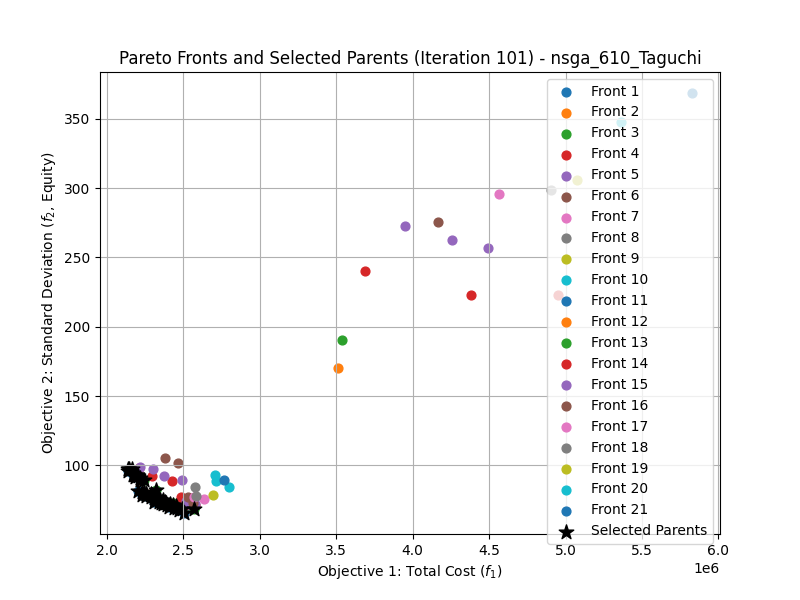 Pareto Fronts and Selected Parents (Iteration 101) - nsga_610_Taguchi
Objective 2: Standard Deviation (f₂, Equity)
350
300
250
200
150
100
Front 1
Front 2
Front 3
Front 4
Front 5
Front 6
Front 7
Front 8
Front 9
Front 10
Front 11
Front 12
Front 13
Front 14
Front 15
Front 16
Front 17
Front 18
Front 19
Front 20
Front 21
Selected Parents
2.0 2.5 3.0 3.5 4.0 4.5 5.0 5.5 6.0
1e6
Objective 1: Total Cost (f₁)